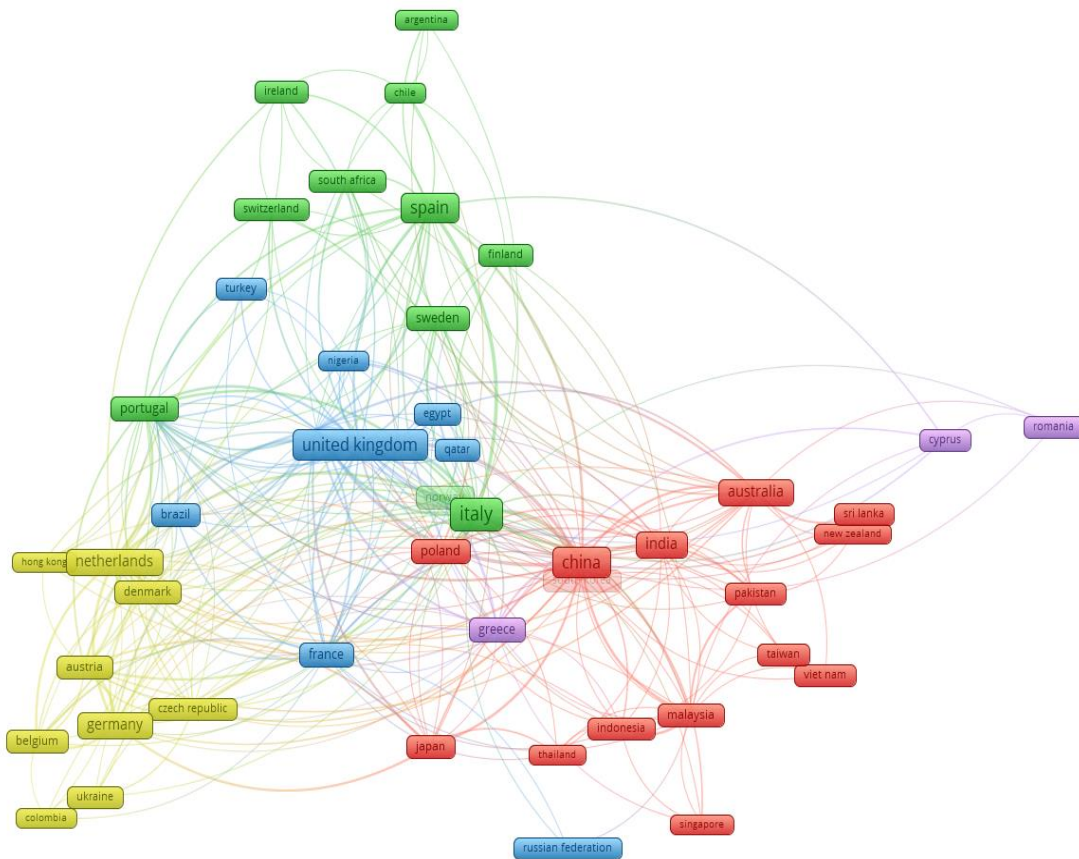 argentina
ireland
chile
south africa
switzerland
spain
finland
turkey
sweden
nigeria
portugal
egypt
united kingdom
qatar
cyprus
romania
australia
norway
italy
brazil
sri lanka
new zealand
poland
india
china
hong kong
netherlands
denmark
pakistan
greece
france
taiwan
viet nam
austria
czech republic
germany
malaysia
indonesia
belgium
japan
thailand
ukraine
colombia
singapore
russian federation